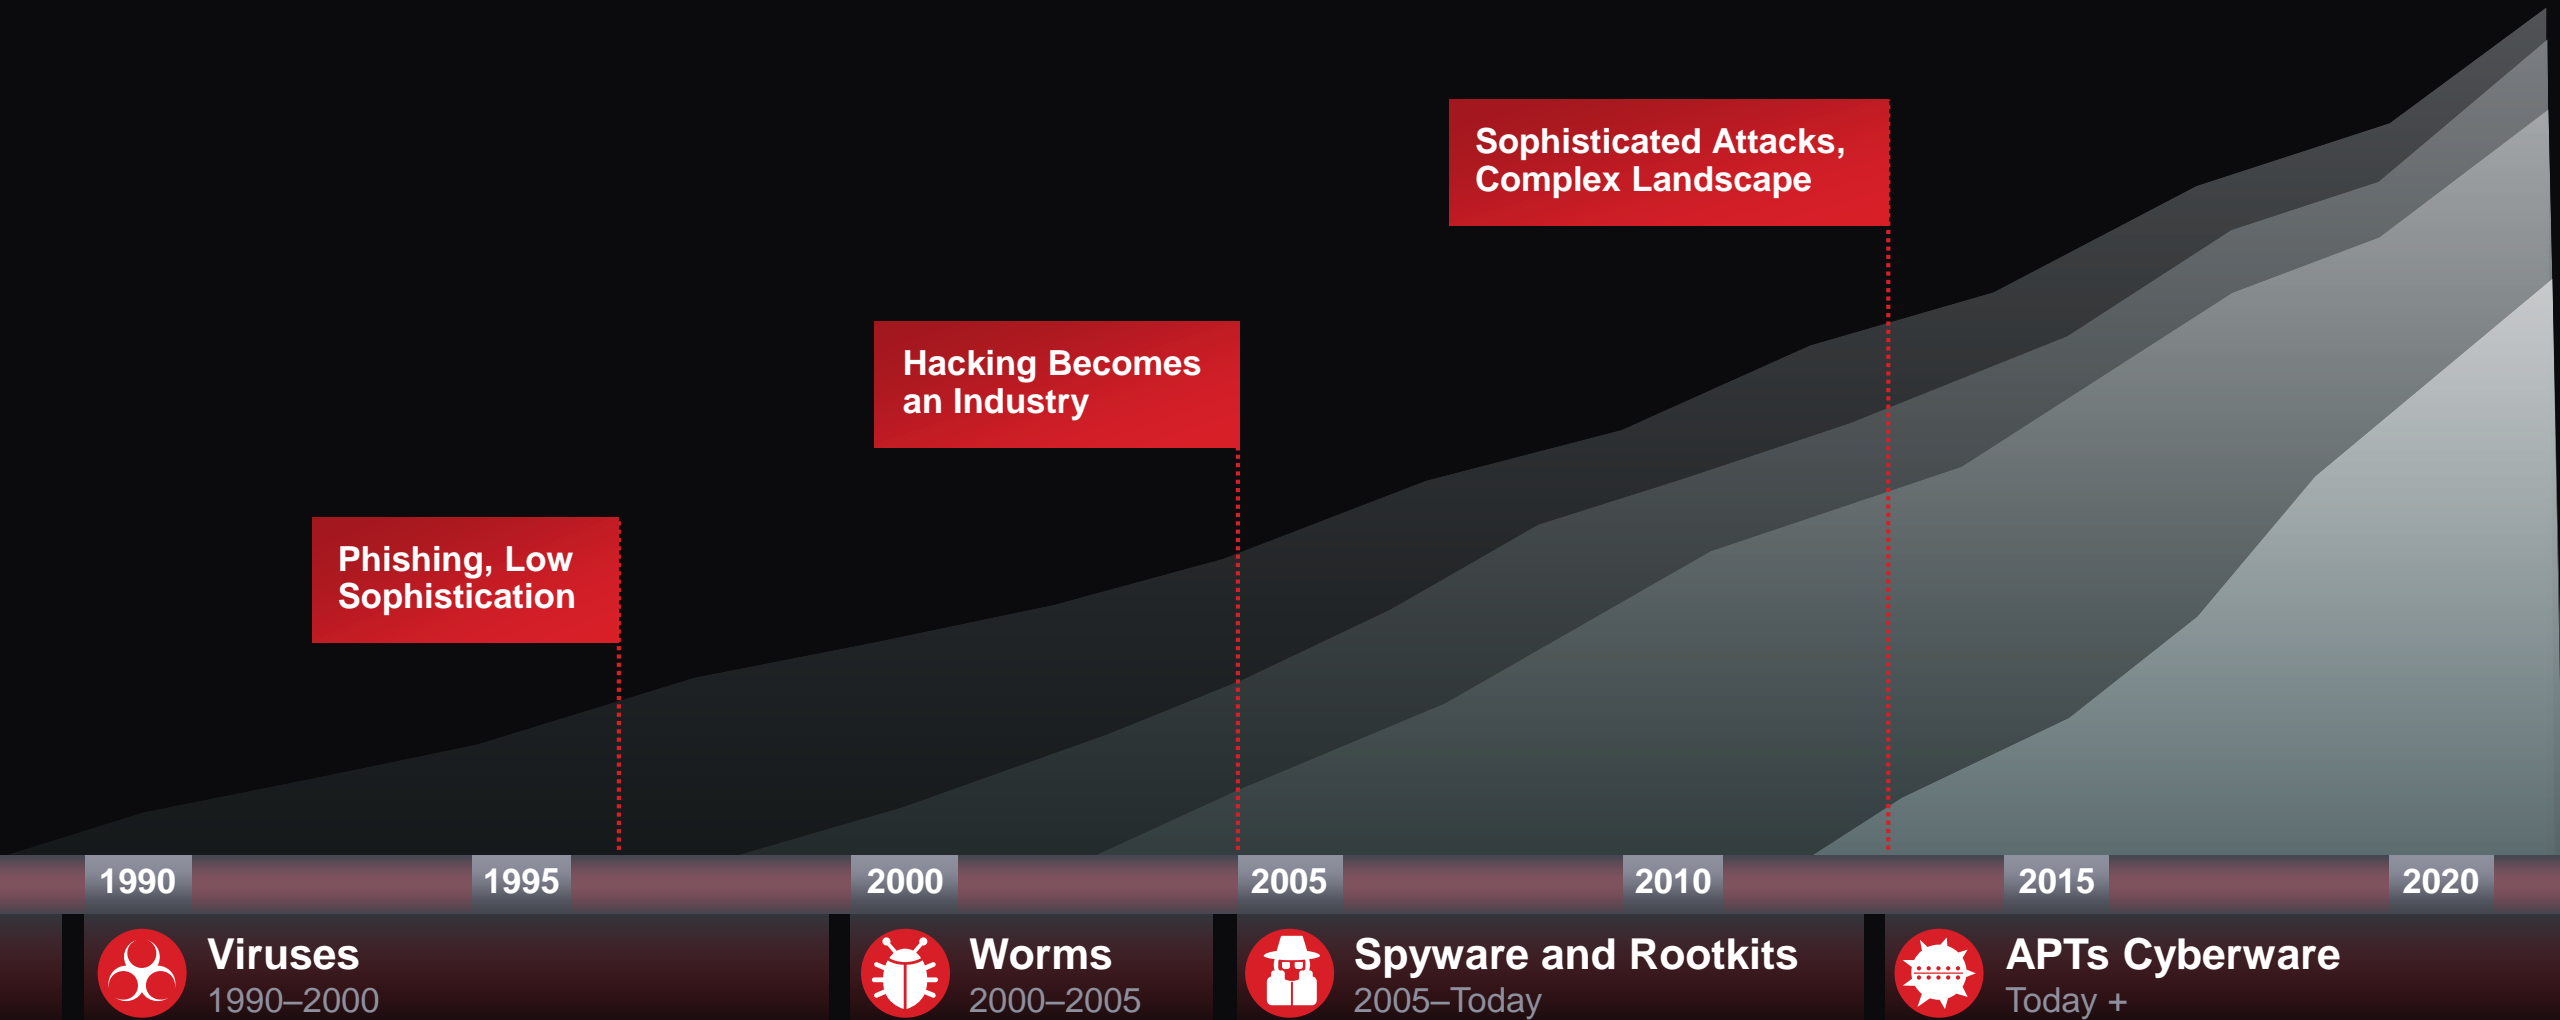 Sophisticated Attacks,
Complex Landscape
Hacking Becomes
an Industry
Phishing, Low
Sophistication
1990
1995
2000
2005
2010
2015
2020
Viruses
1990–2000
Worms
2000–2005
Spyware and Rootkits
2005–Today
APTs Cyberware
Today +